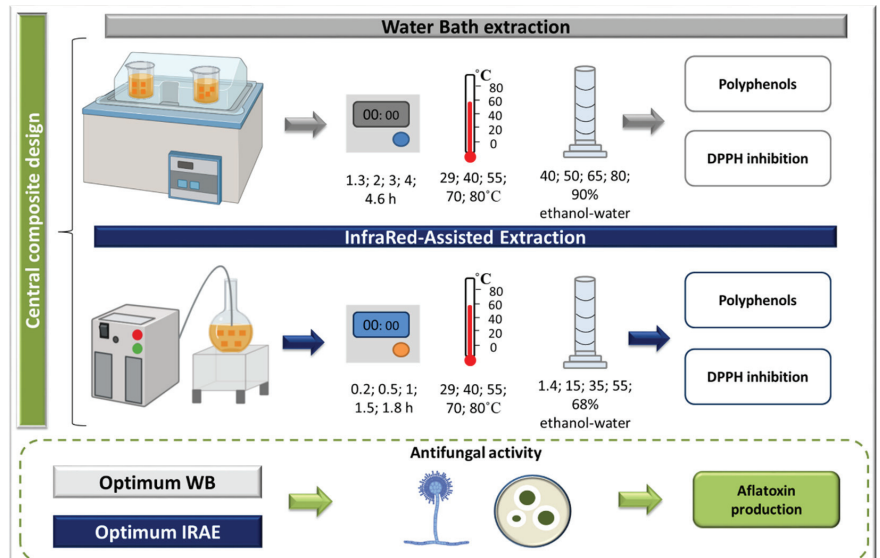 Central composite design
Water Bath extraction
00: 00
1.3; 2; 3; 4;
4.6 h
°C
80
60
40
20
0
29; 40; 55;
70; 80°C
40; 50; 65; 80;
90%
ethanol-water
Polyphenols
DPPH inhibition
InfraRed-Assisted Extraction
00: 00
0.2; 0.5; 1;
1.5; 1.8 h
°C
80
60
40
20
0
29; 40; 55;
70; 80°C
1.4; 15; 35; 55;
68%
ethanol-water
Polyphenols
DPPH inhibition
Optimum WB
Optimum IRAE
Antifungal activity
Aflatoxin
production